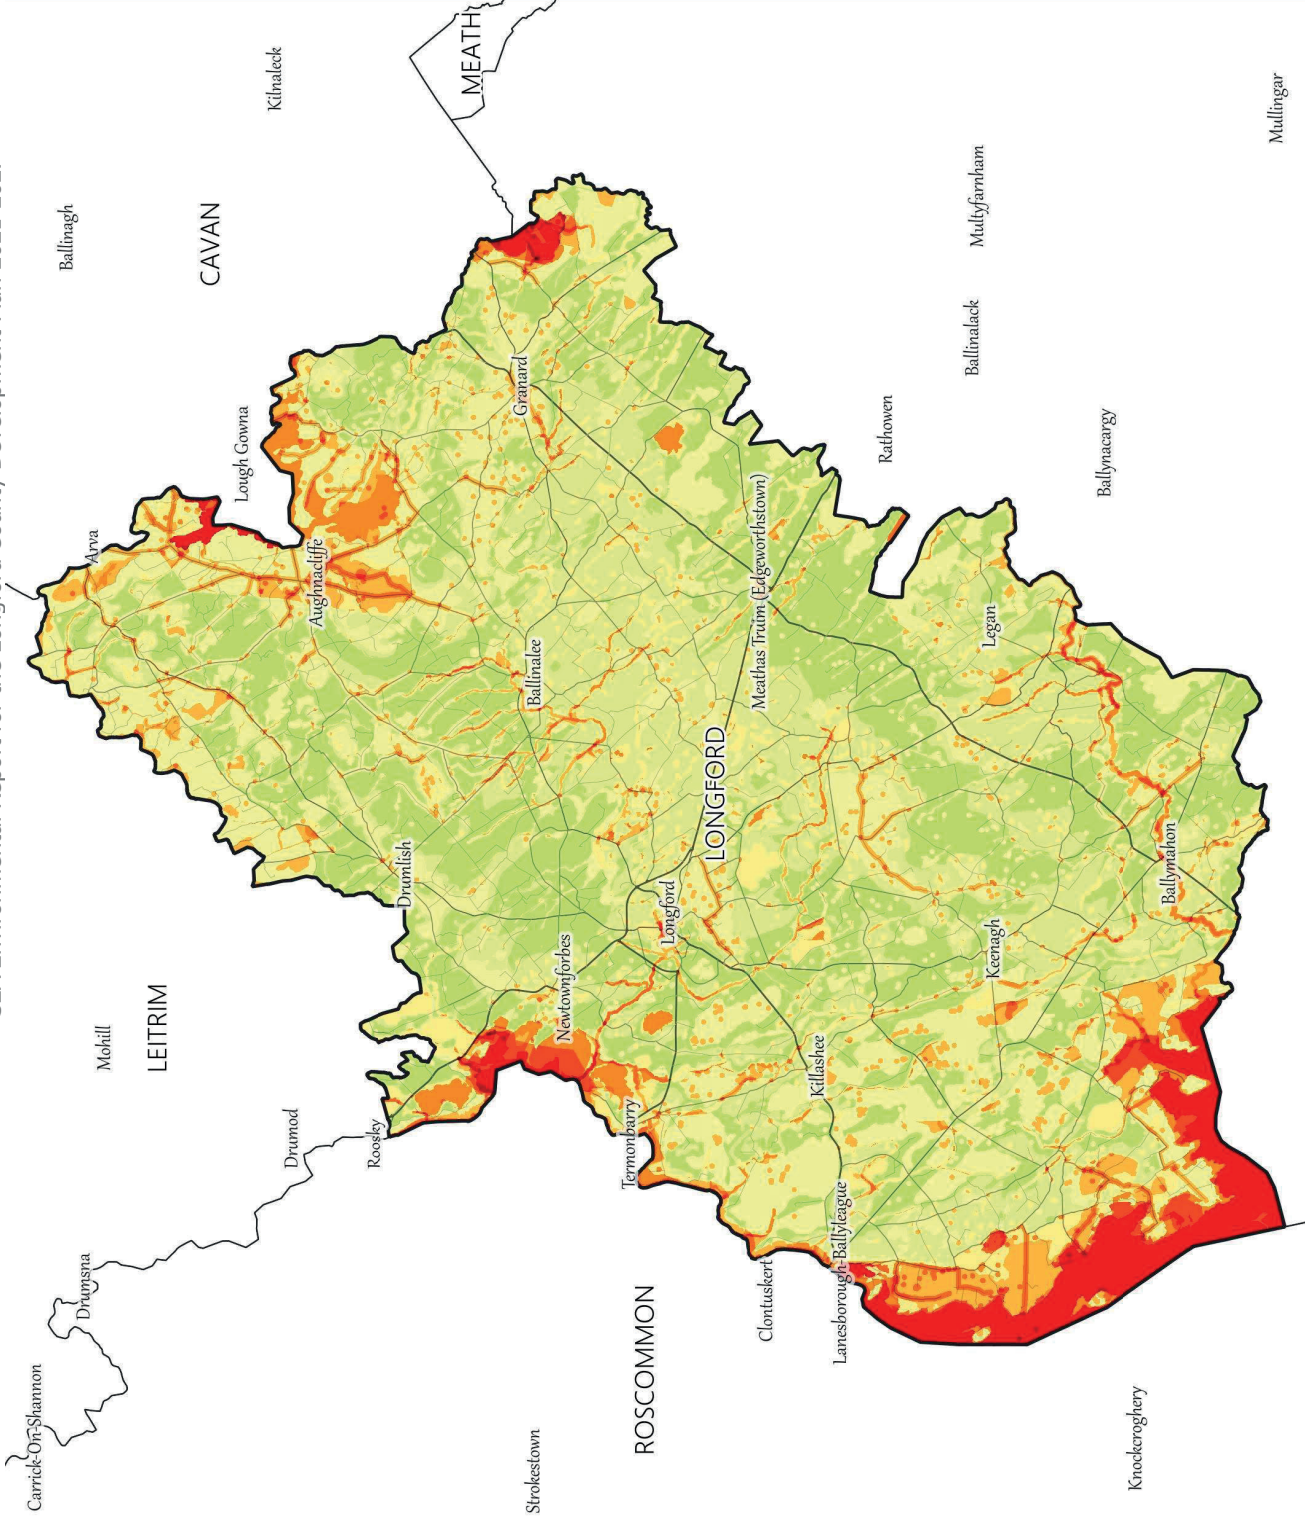 Carrick-On-Shannon
Ballinagh
Drumsna
Arva
Mohill
LEITRIM
CAVAN
Lough Gowna
Kilnaleck
Drumod
Aughnacliffe
Roosky
Drumlish
MEATH
Granard
Strokestown
Ballinalee
Newtownforbes
Termonbarry
ROSCOMMON
Longford
LONGFORD
Meathas Truim (Edgeworthstown)
Clontuskert
Killashee
Lanesborough-Ballyleague
Rathowen
Ballinalack
Multyfarnham
Legan
Keenagh
Ballynacargy
Knockcroghery
Ballymahon
Mullingar